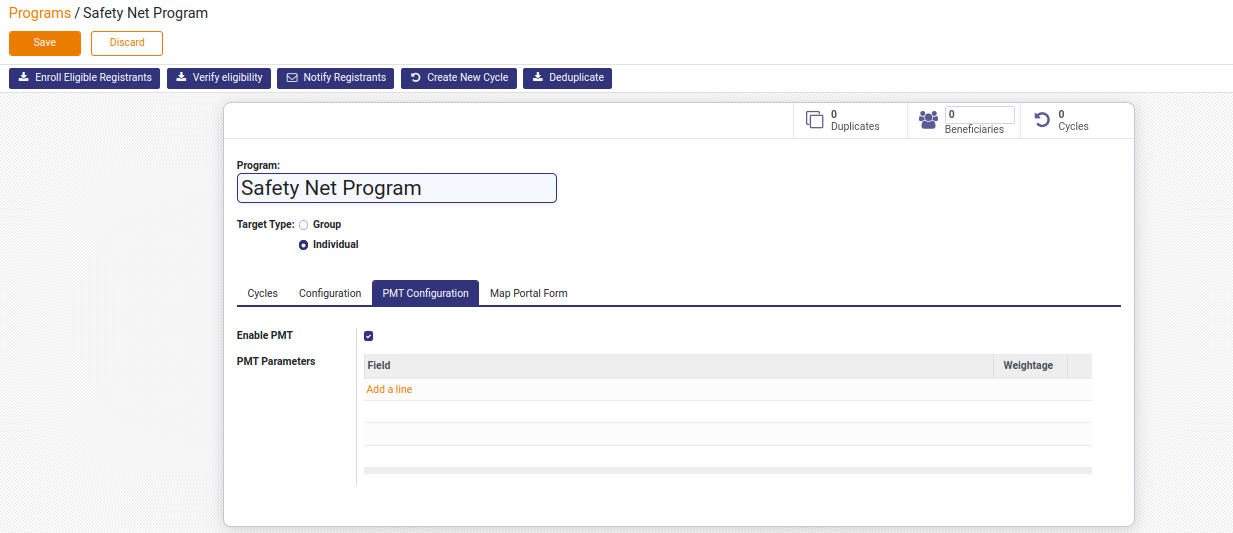 Programs / Safety Net Program
Save Discard
Enroll Eligible Registrants Verify eligibility Notify Registrants Create New Cycle Deduplicate
0 Duplicates 0 Beneficiaries 0 Cycles
Program:
Safety Net Program
Target Type: Group
Individual
Cycles Configuration PMT Configuration Map Portal Form
Enable PMT
PMT Parameters Field Weightage
Add a line